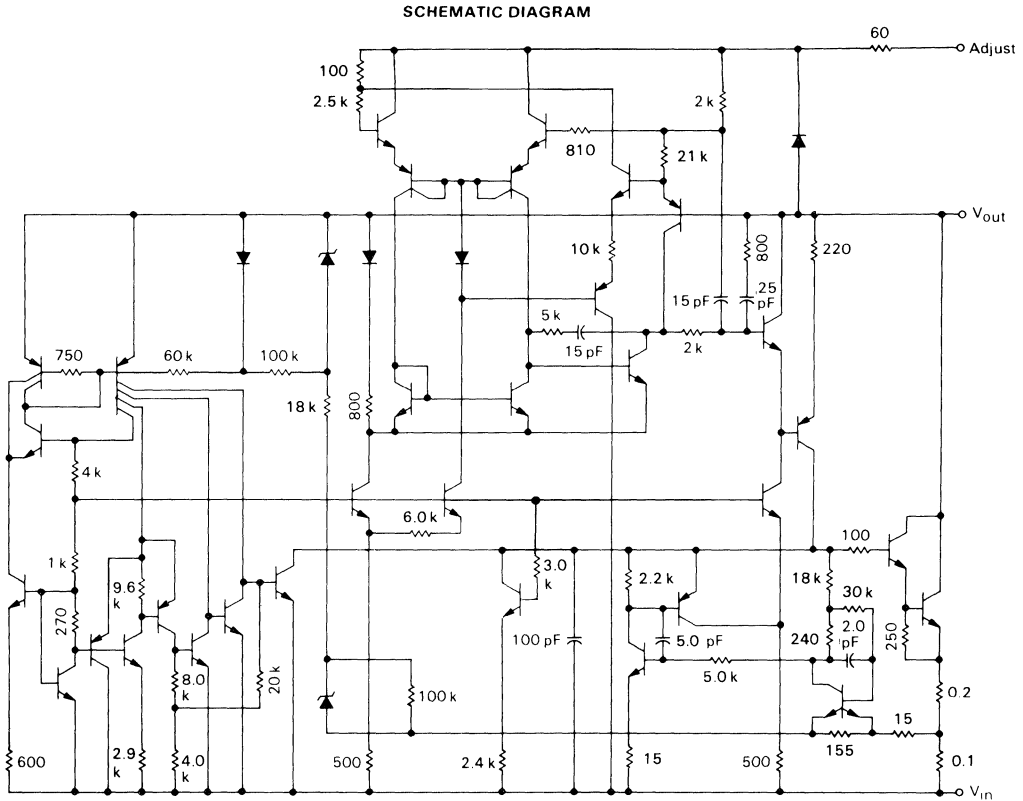 SCHEMATIC DIAGRAM
60
Adjust
100
2.5 k
2 k
810
21 k
Vout
10 k
800
220
15 pF
.25
pF
5 k
15 pF
2 k
750
60 k
100 k
18 k
800
4 k
6.0 k
100
1 k
9.6
k
3.0
k
2.2 k
18 k
30 k
270
100 pF
5.0 pF
240
2.0
pF
250
8.0
k
20 k
5.0 k
100 k
0.2
15
155
600
2.9
k
4.0
k
500
2.4 k
15
500
0.1
Vin